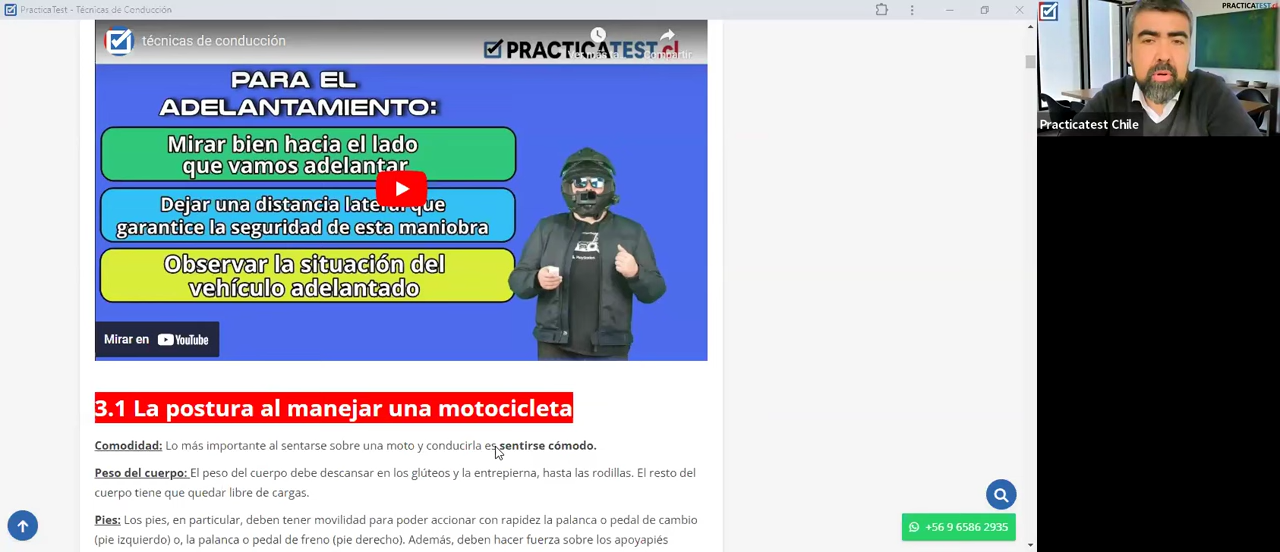 PracticaTest - Técnicas de Conducción
técnicas de conducción
PRACTICATEST.cl
Compartir
PARA EL
ADELANTAMIENTO:
Mirar bien hacia el lado
que vamos adelantar
Dejar una distancia lateral que
garantice la seguridad de esta maniobra
Observar la situación del
vehículo adelantado
Mirar en YouTube
3.1 La postura al manejar una motocicleta
Comodidad: Lo más importante al sentarse sobre una moto y conducirla es sentirse cómodo.
Peso del cuerpo: El peso del cuerpo debe descansar en los glúteos y la entrepierna, hasta las rodillas. El resto del
cuerpo tiene que quedar libre de cargas.
Pies: Los pies, en particular, deben tener movilidad para poder accionar con rapidez la palanca o pedal de cambio
(pie izquierdo) o, la palanca o pedal de freno (pie derecho). Además, deben hacer fuerza sobre los apoyapiés
+56 9 6586 2935
PRACTICATEST.cl
Practicatest Chile